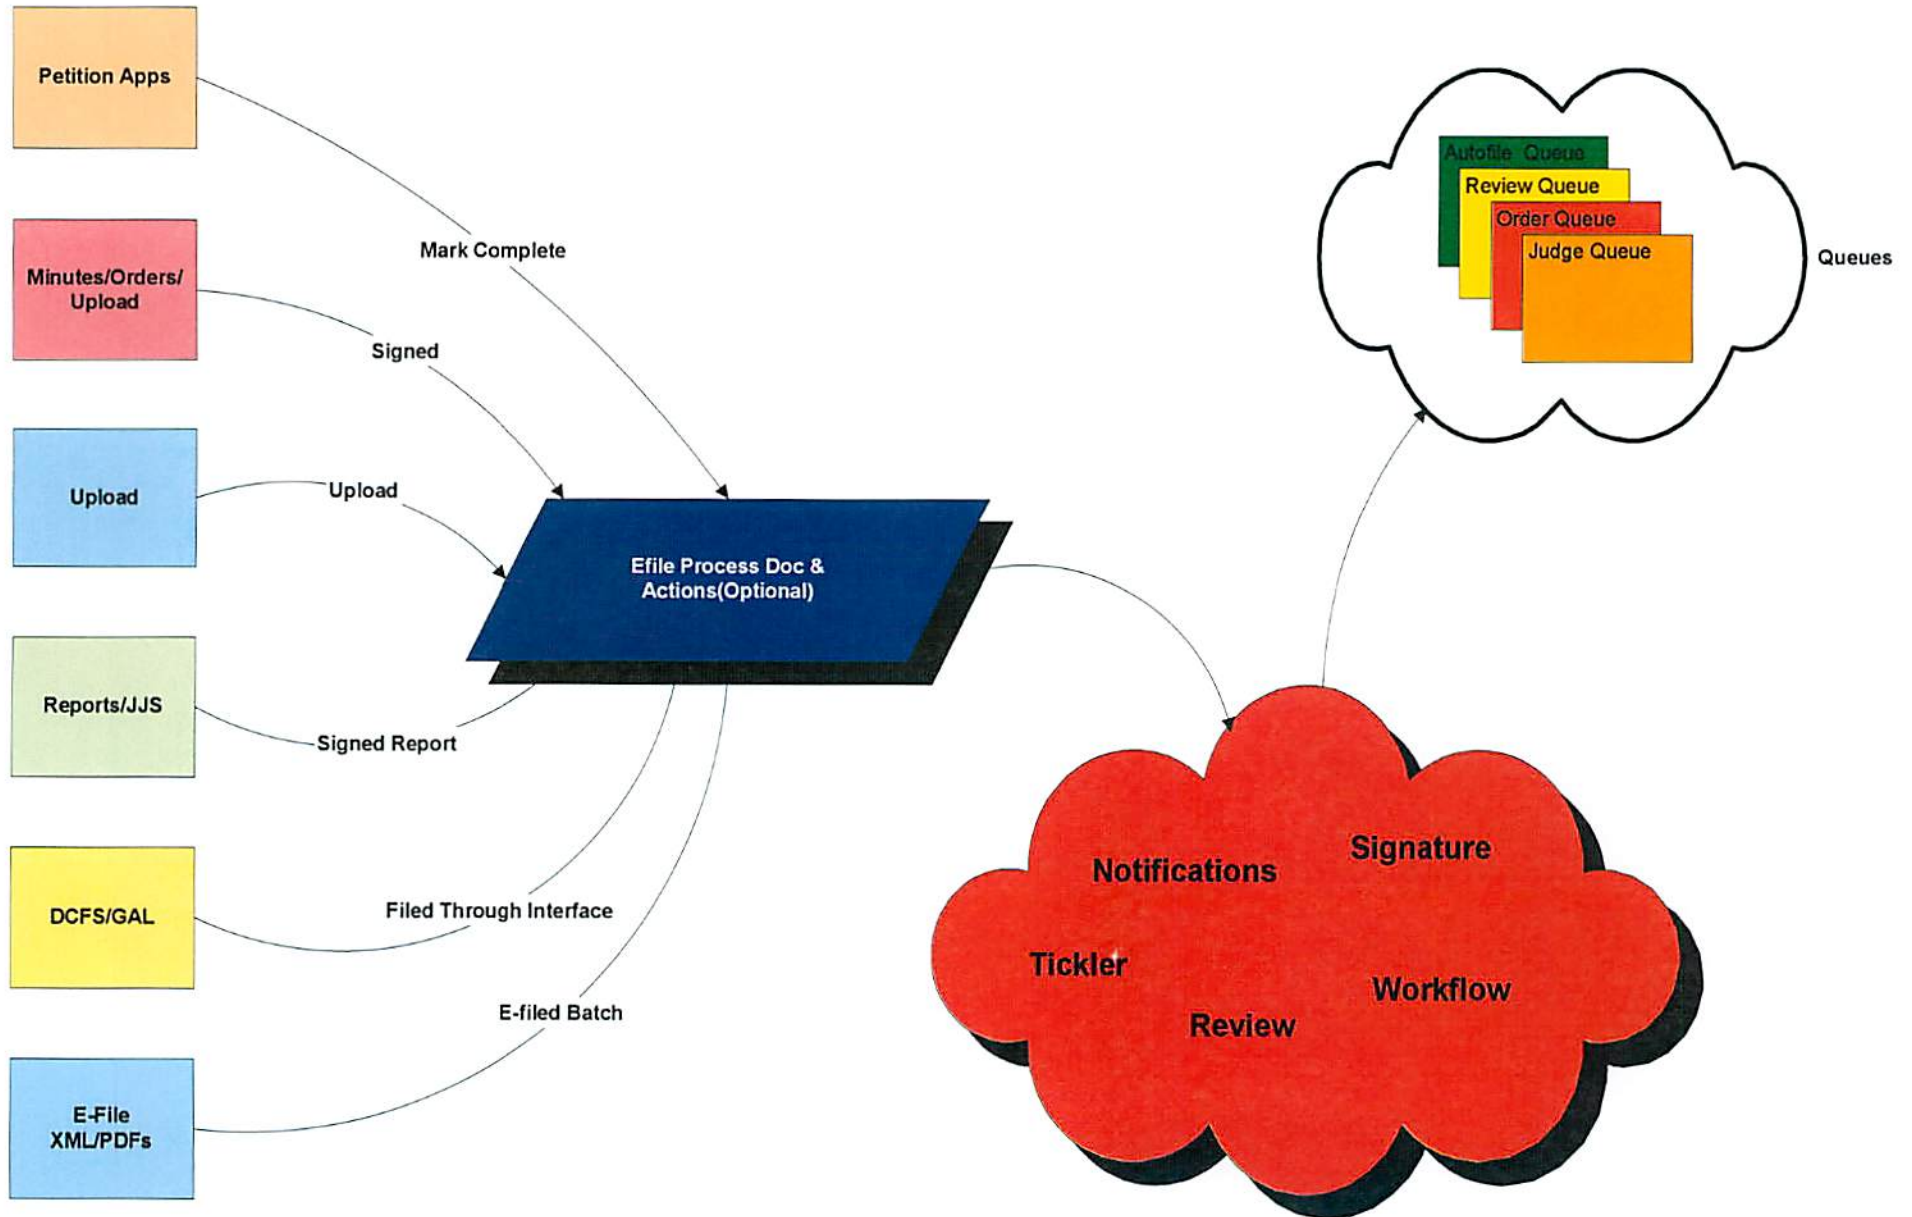 Petition Apps
Mark Complete
Minutes/Orders/
Upload
Signed
Upload
Upload
Efile Process Doc &
Actions(Optional)
Reports/JJS
Signed Report
DCFS/GAL
Filed Through Interface
E-File
XML/PDFs
E-filed Batch
Autofile Queue
Review Queue
Order Queue
Judge Queue
Queues
Notifications
Signature
Tickler
Workflow
Review